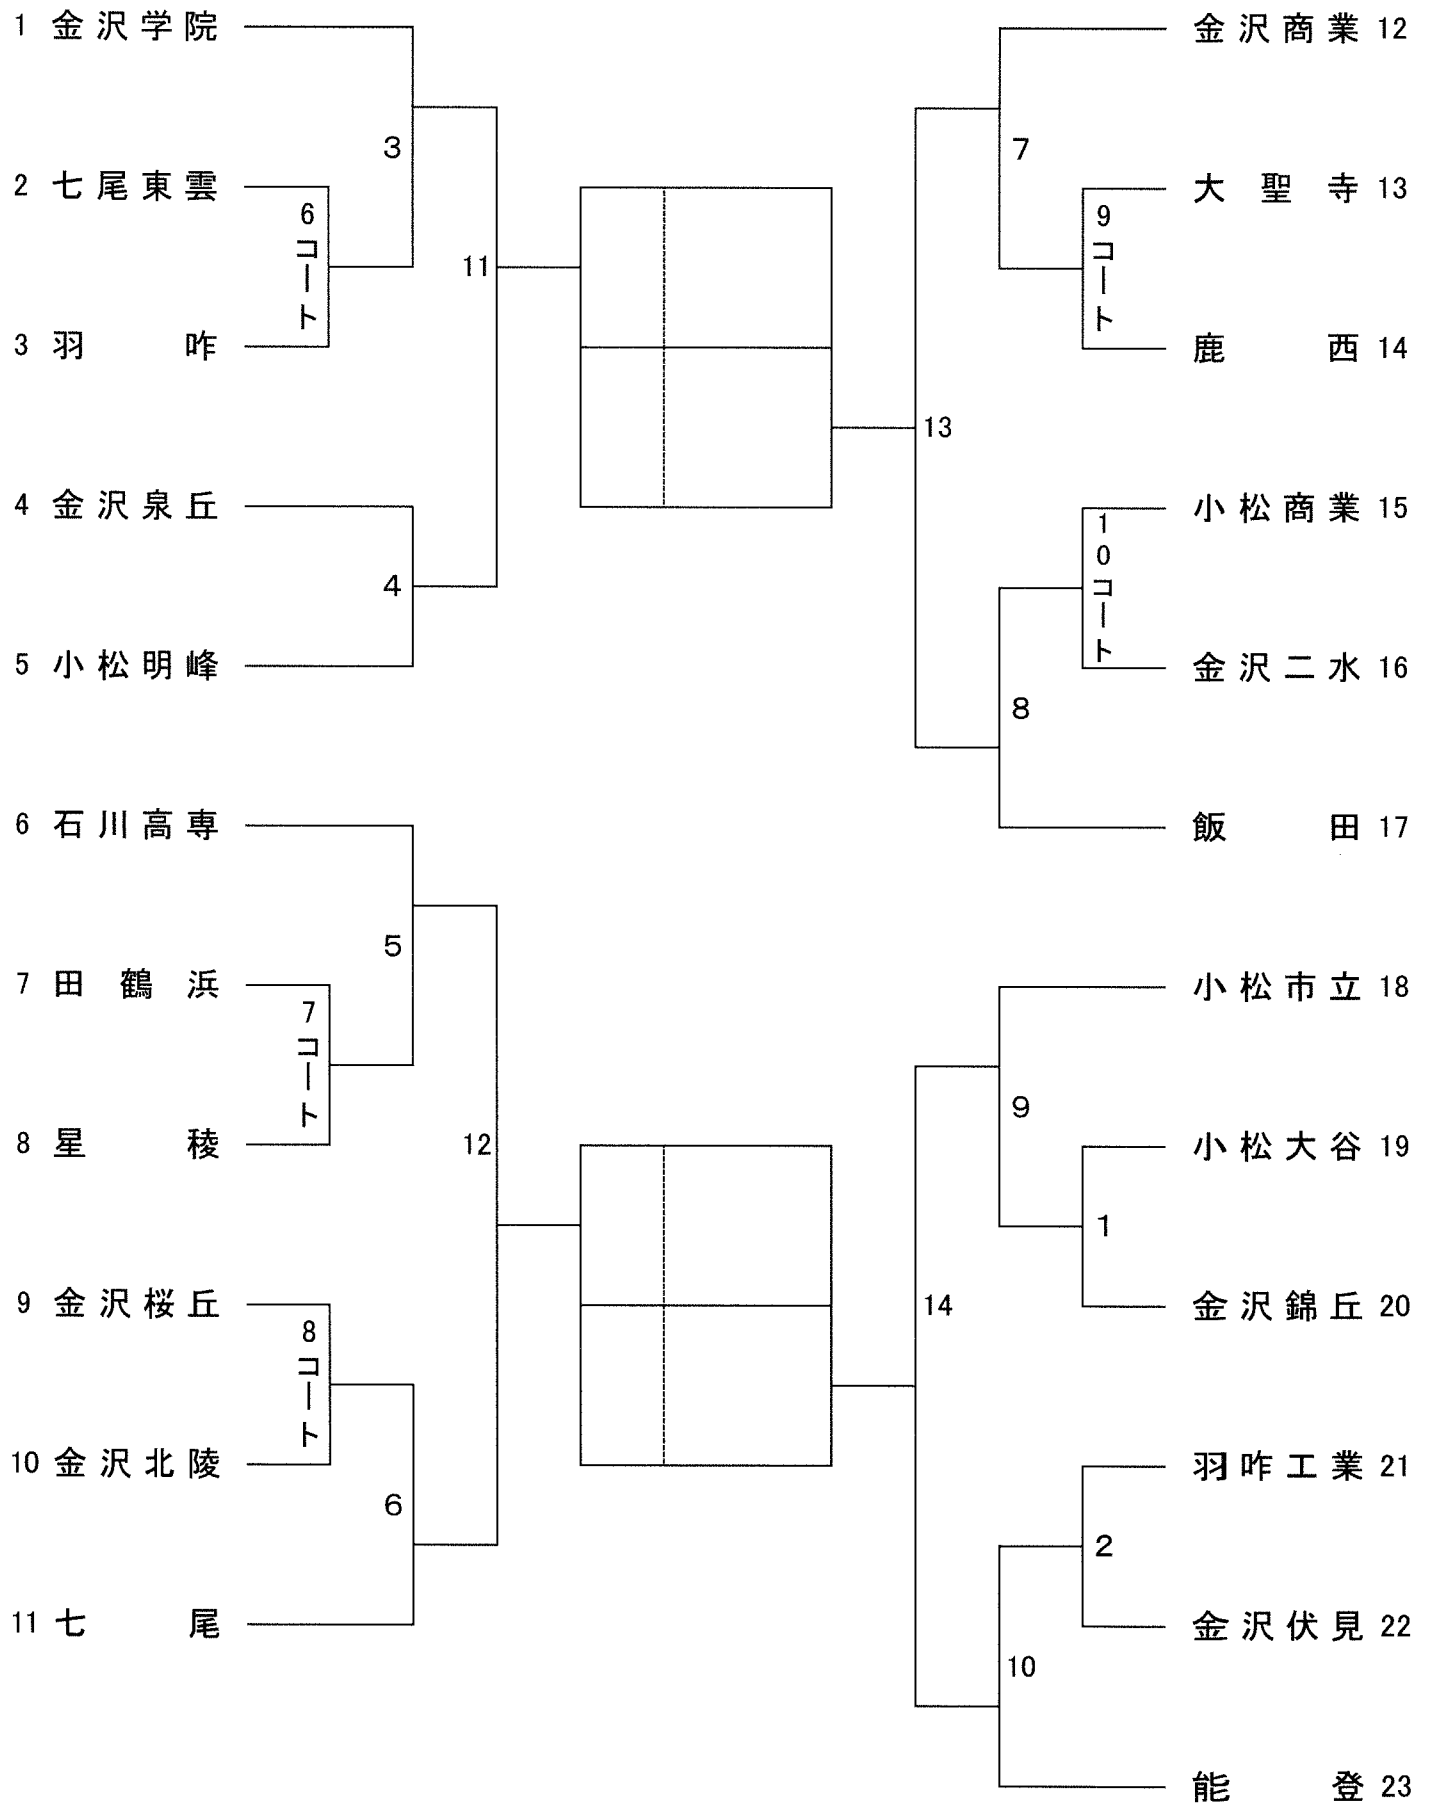 1 金沢学院
3
2 七尾東雲
6コート
3 羽咋
11
4 金沢泉丘
4
5 小松明峰
6 石川高専
5
7 田鶴浜
7コート
8 星稜
12
9 金沢桜丘
8コート
10 金沢北陵
6
11 七尾
金沢商業 12
7
大聖寺 13
9コート
鹿西 14
13
小松商業 15
10コート
金沢二水 16
8
飯田 17
小松市立 18
9
小松大谷 19
1
金沢錦丘 20
14
羽咋工業 21
2
金沢伏見 22
10
能登 23